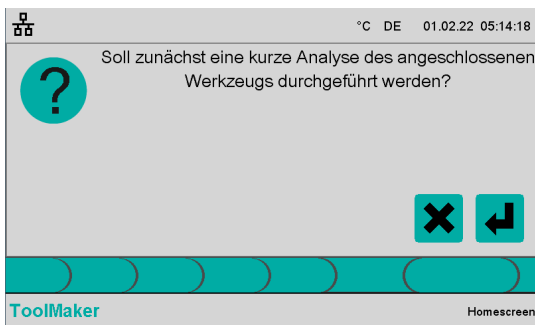 °C DE 01.02.22 05:14:18
Soll zunächst eine kurze Analyse des angeschlossenen
Werkzeugs durchgeführt werden?
?
ToolMaker Homescreen